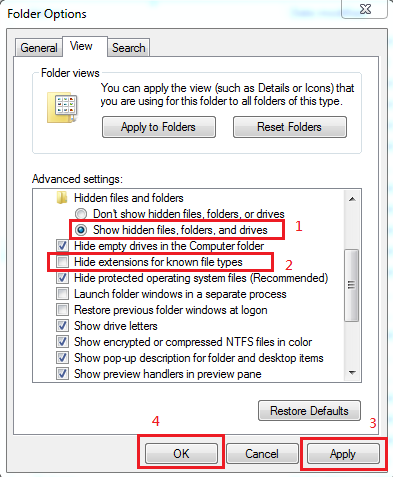 Folder Options
General
View
Search
Folder views
You can apply the view (such as Details or Icons) that
you are using for this folder to all folders of this type.
Apply to Folders
Reset Folders
Advanced settings:
Hidden files and folders
Don't show hidden files, folders, or drives
Show hidden files, folders, and drives
1
Hide empty drives in the Computer folder
Hide extensions for known file types
2
Hide protected operating system files (Recommended)
Launch folder windows in a separate process
Restore previous folder windows at logon
Show drive letters
Show encrypted or compressed NTFS files in color
Show pop-up description for folder and desktop items
Show preview handlers in preview pane
Restore Defaults
4
3
OK
Cancel
Apply